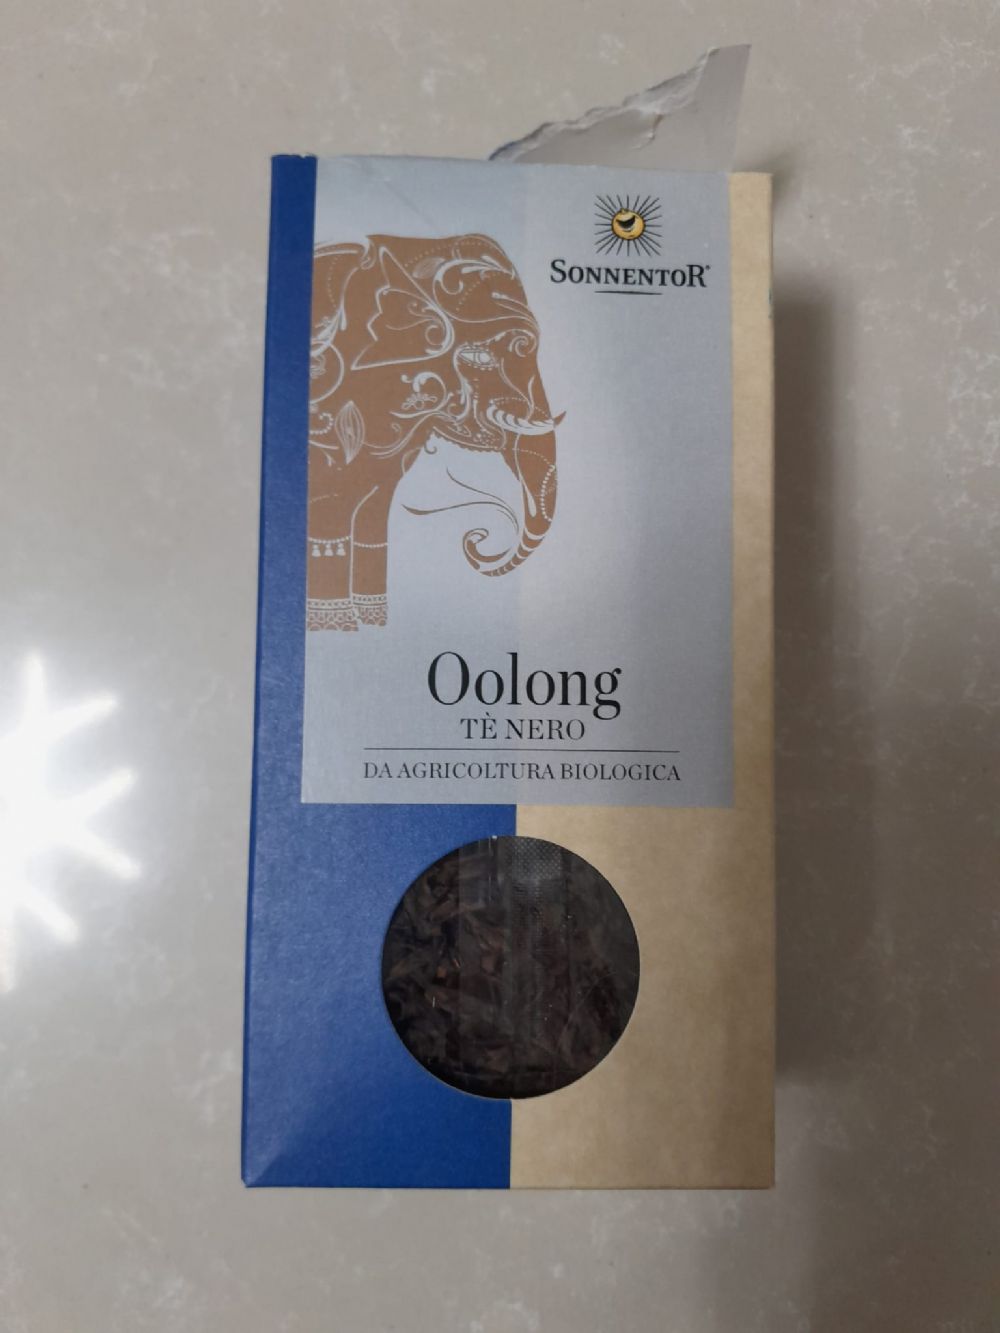 SONNENTOR®
Oolong
TÈ NERO
DA AGRICOLTURA BIOLOGICA